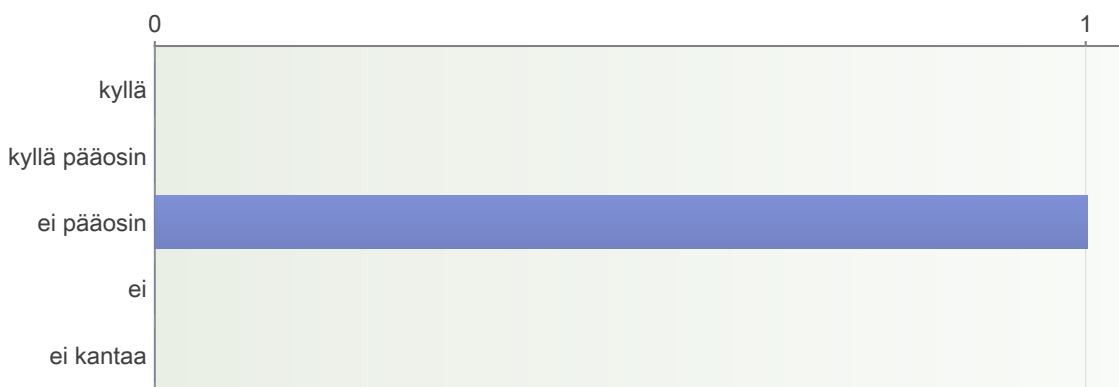 0 1
kyllä
kyllä pääosin
ei pääosin
ei
ei kantaa